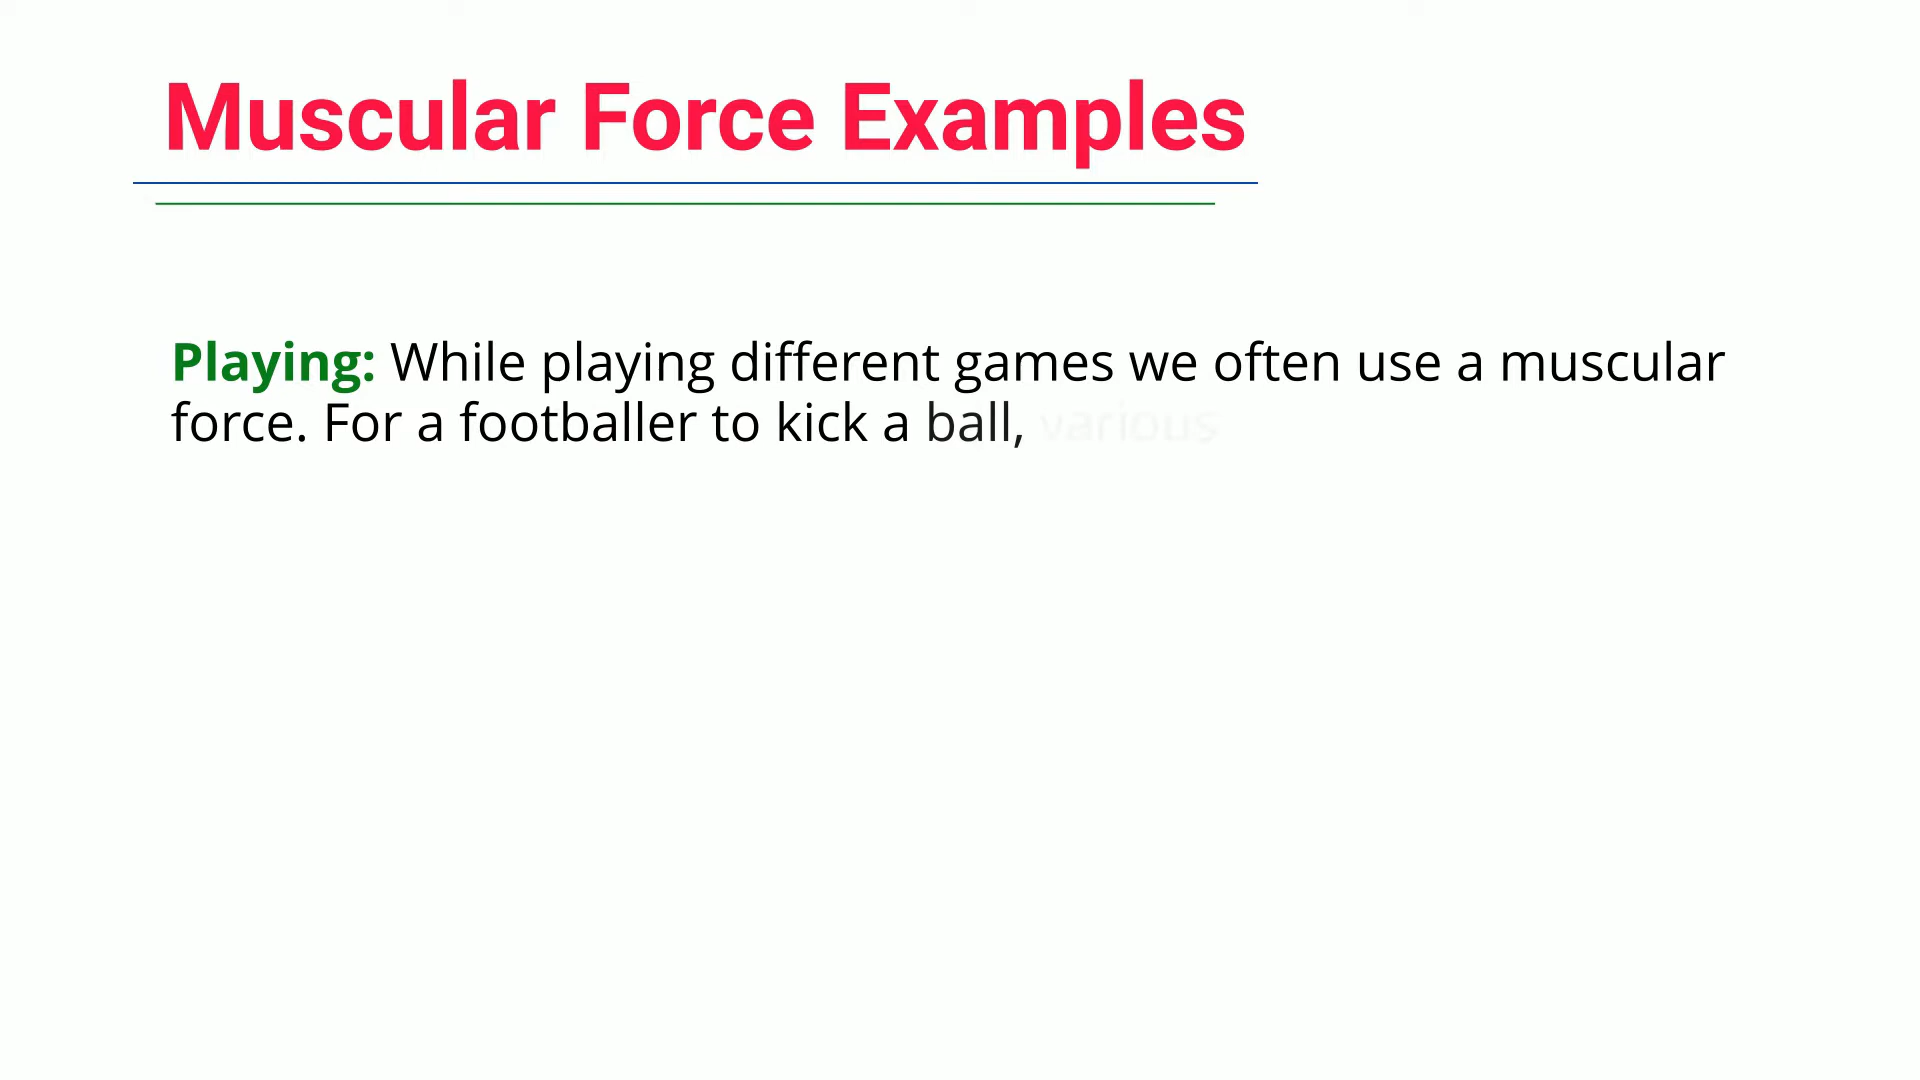 Muscular Force Examples
Playing: While playing different games we often use a muscular
force. For a footballer to kick a ball, various